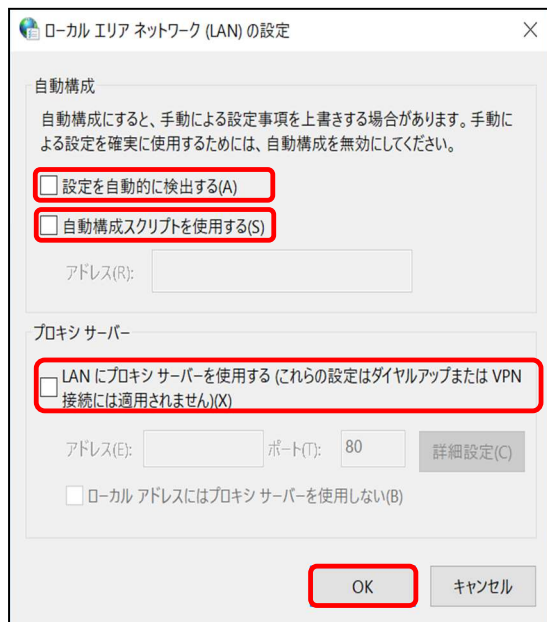 ローカル エリア ネットワーク (LAN) の設定
自動構成
自動構成にすると、手動による設定事項を上書きする場合があります。手動に
よる設定を確実に使用するためには、自動構成を無効にしてください。
設定を自動的に検出する(A)
自動構成スクリプトを使用する(S)
アドレス(R):
プロキシ サーバー
LAN にプロキシ サーバーを使用する (これらの設定はダイヤルアップまたは VPN
接続には適用されません)(X)
アドレス(E): ポート(T): 80 詳細設定(C)
ローカル アドレスにはプロキシ サーバーを使用しない(B)
OK キャンセル